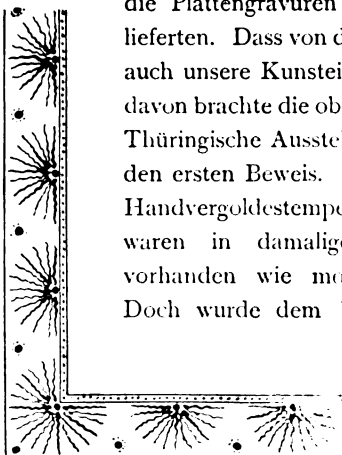 die Plattengravuren
lieferten. Dass von d
auch unsere Kunstei
davon brachte die ob
Thüringische Ausste
den ersten Beweis.
Handvergoldestempe
waren in damalige
vorhanden wie mo
Doch wurde dem